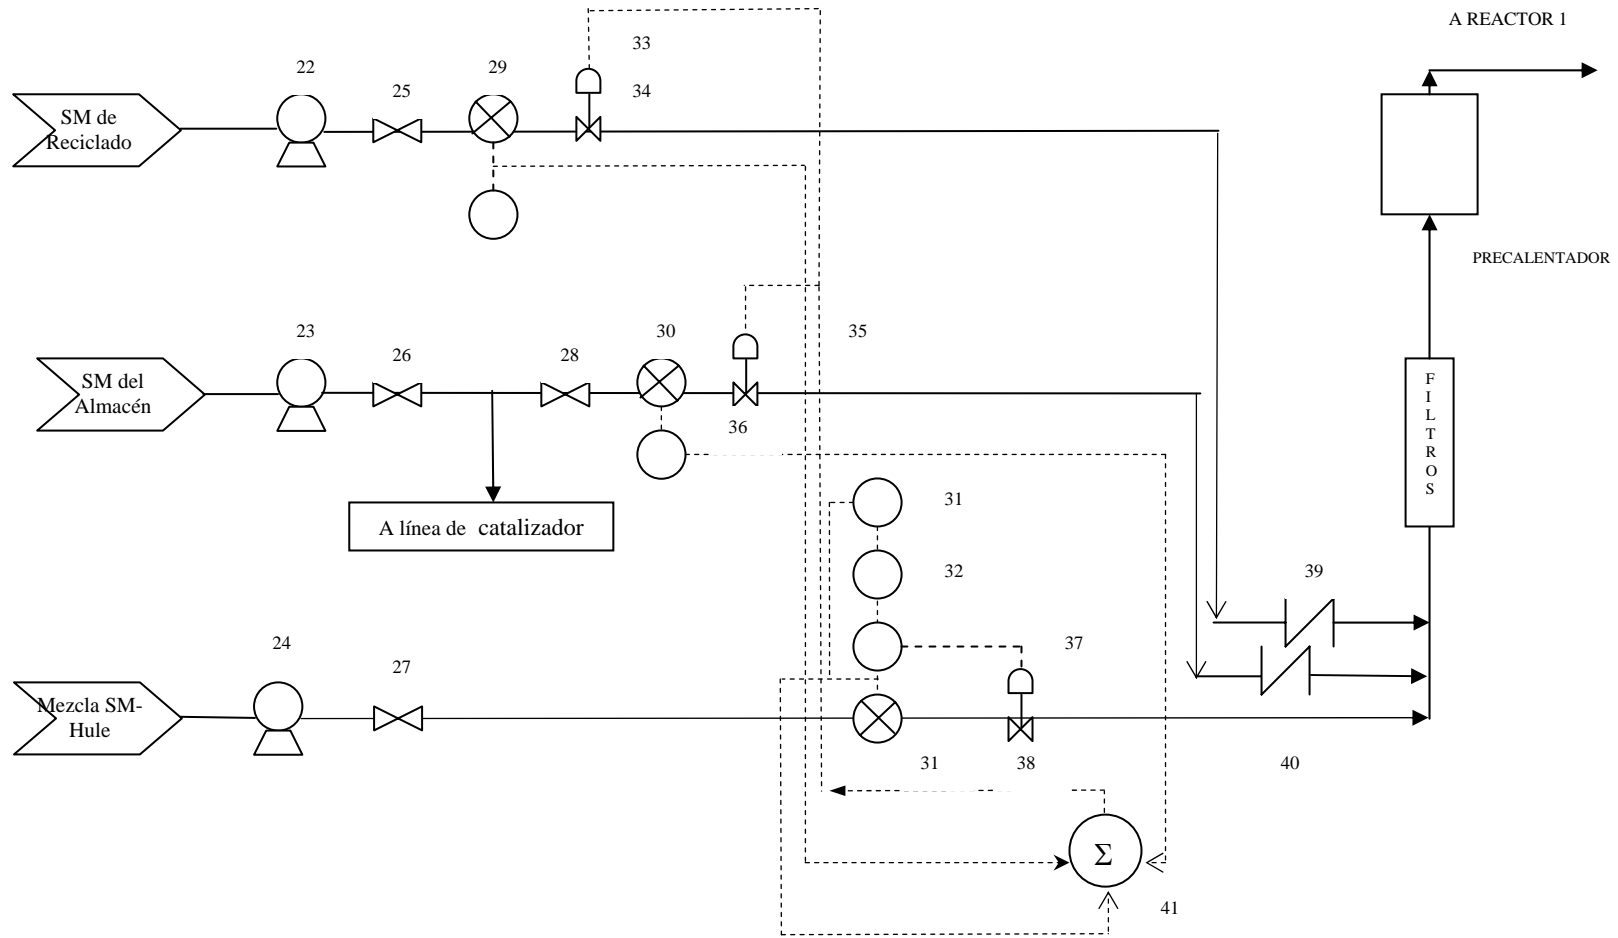 A REACTOR 1
33
22
29
25
34
SM de
Reciclado
PRECALENTADOR
23
30
35
26
28
SM del
Almacén
F
I
L
T
R
O
S
36
31
A línea de catalizador
32
39
24
37
27
Mezcla SM-
Hule
31
38
40
Σ
41